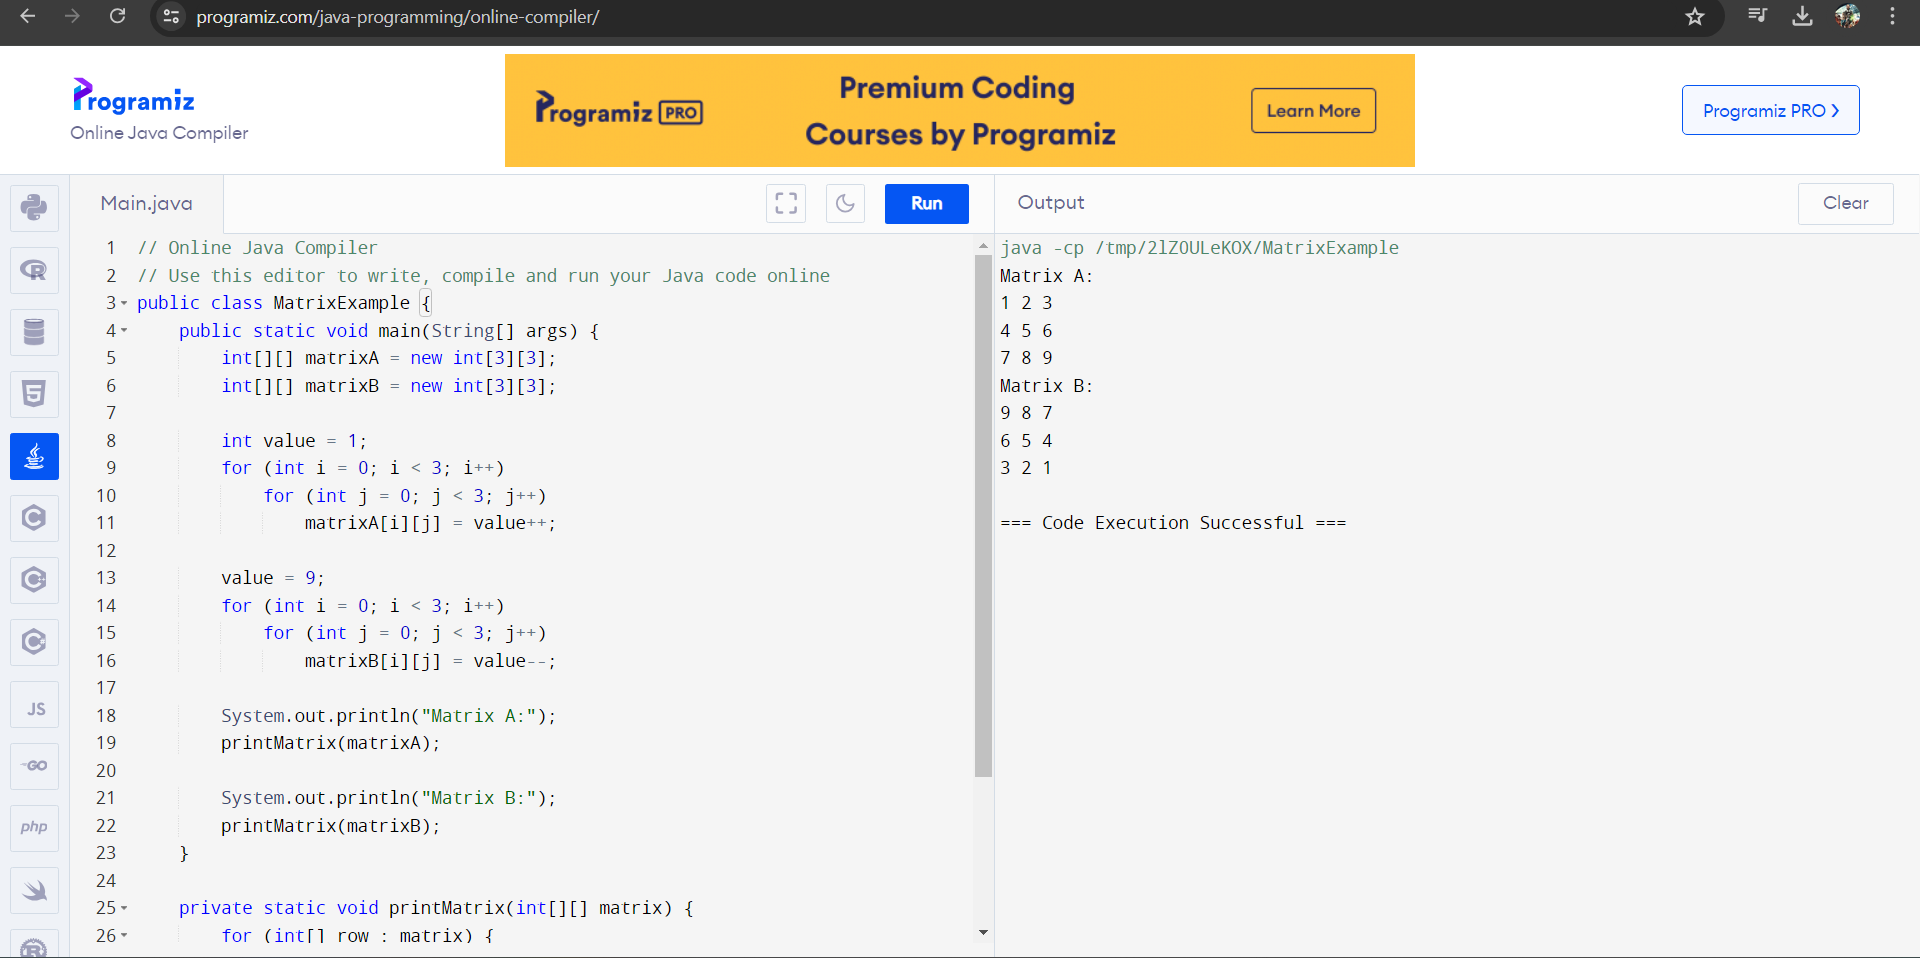 programiz.com/java-programming/online-compiler/
Programiz
Online Java Compiler
Programiz PRO
Premium Coding
Courses by Programiz
Learn More
Programiz PRO >
Main.java
Run
Output
Clear
1 // Online Java Compiler
2 // Use this editor to write, compile and run your Java code online
3 public class MatrixExample {
4     public static void main(String[] args) {
5         int[][] matrixA = new int[3][3];
6         int[][] matrixB = new int[3][3];
7
8         int value = 1;
9         for (int i = 0; i < 3; i++)
10             for (int j = 0; j < 3; j++)
11                 matrixA[i][j] = value++;
12
13         value = 9;
14         for (int i = 0; i < 3; i++)
15             for (int j = 0; j < 3; j++)
16                 matrixB[i][j] = value--;
17
18         System.out.println("Matrix A:");
19         printMatrix(matrixA);
20
21         System.out.println("Matrix B:");
22         printMatrix(matrixB);
23     }
24
25     private static void printMatrix(int[][] matrix) {
26         for (int[] row : matrix) {
java -cp /tmp/2lZ0ULeKOX/MatrixExample
Matrix A:
1 2 3
4 5 6
7 8 9
Matrix B:
9 8 7
6 5 4
3 2 1
=== Code Execution Successful ===
R
5
C
C
C
JS
GO
php
R